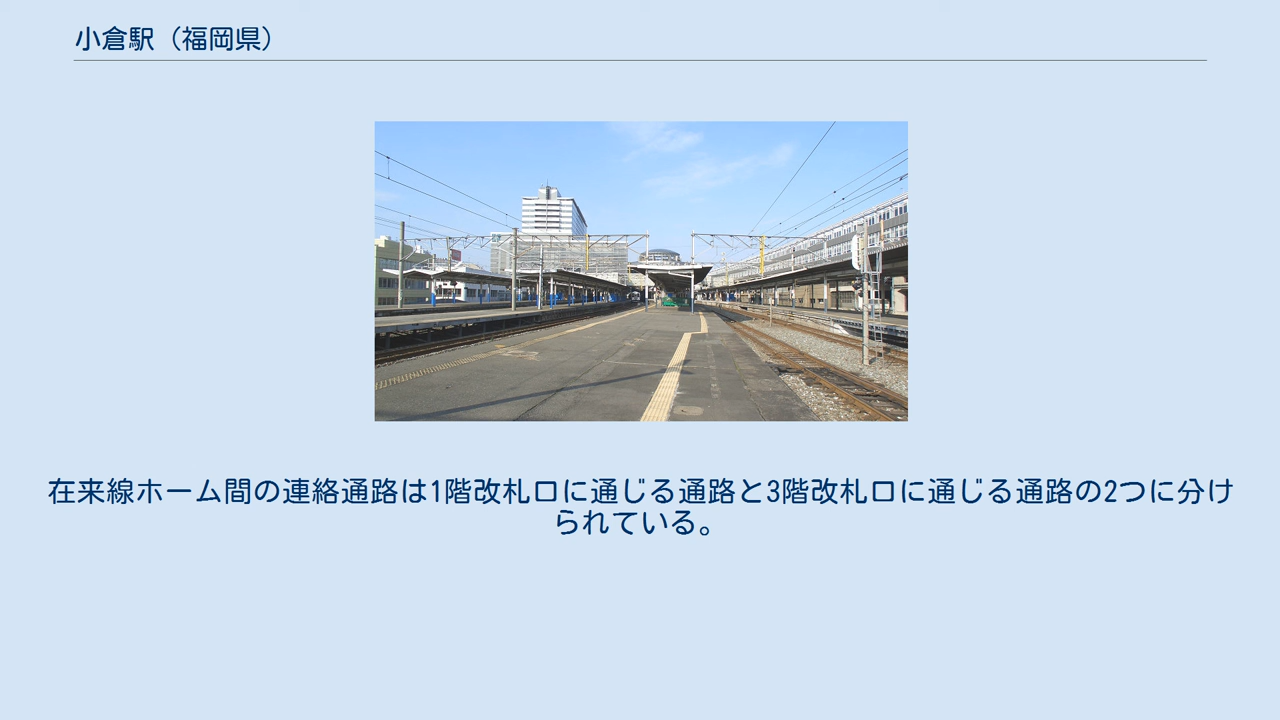 小倉駅（福岡県）
在来線ホーム間の連絡通路は1階改札口に通じる通路と3階改札口に通じる通路の2つに分け
られている。